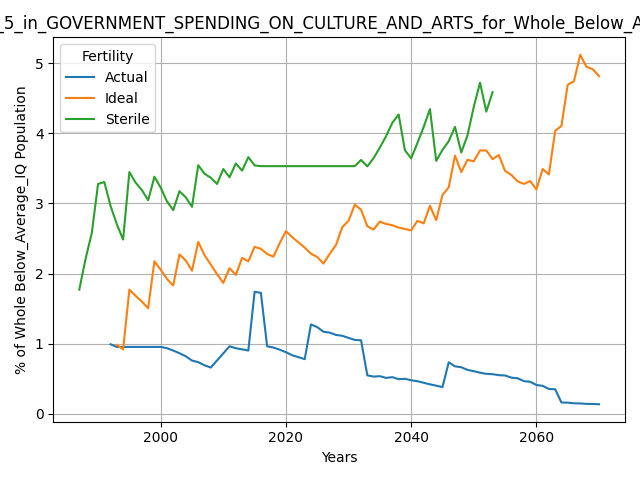 _5_in_GOVERNMENT_SPENDING_ON_CULTURE_AND_ARTS_for_Whole_Below_A
Fertility
Actual
Ideal
Sterile
% of Whole Below_Average_IQ Population
5
4
3
2
1
0
2000 2020 2040 2060
Years